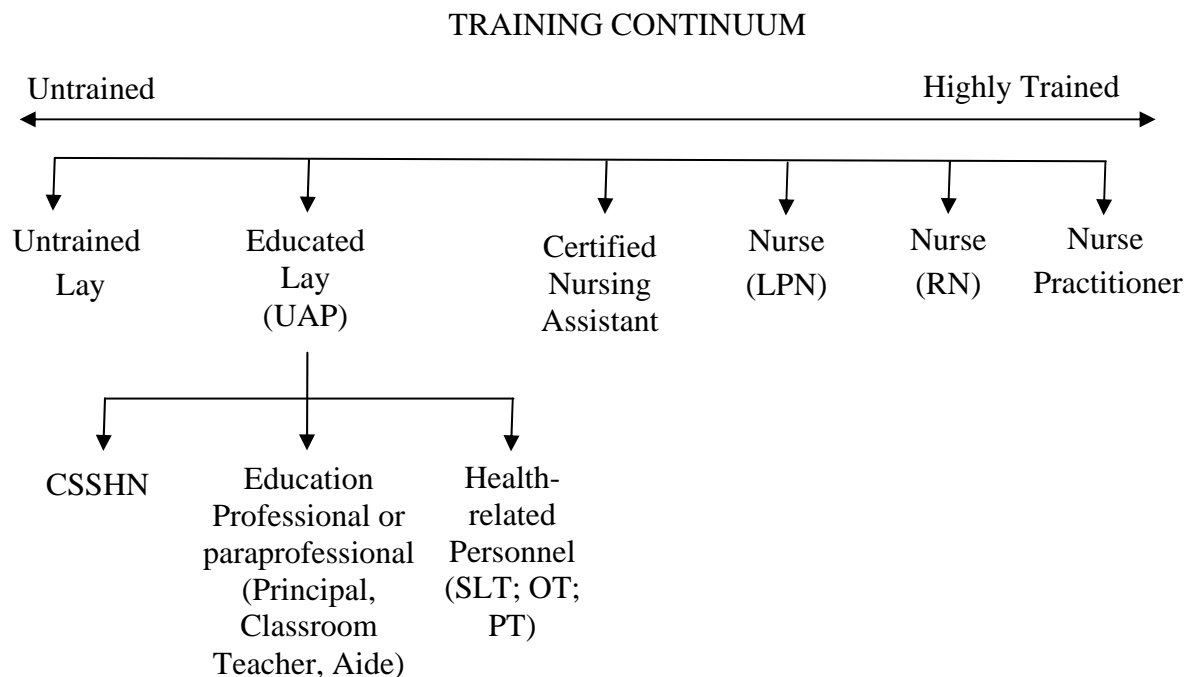 TRAINING CONTINUUM
Untrained
Highly Trained
Untrained
Lay
Educated
Lay
(UAP)
Certified
Nursing
Assistant
Nurse
(LPN)
Nurse
(RN)
Nurse
Practitioner
CSSHN
Education
Professional or
paraprofessional
(Principal,
Classroom
Teacher, Aide)
Health-
related
Personnel
(SLT; OT;
PT)